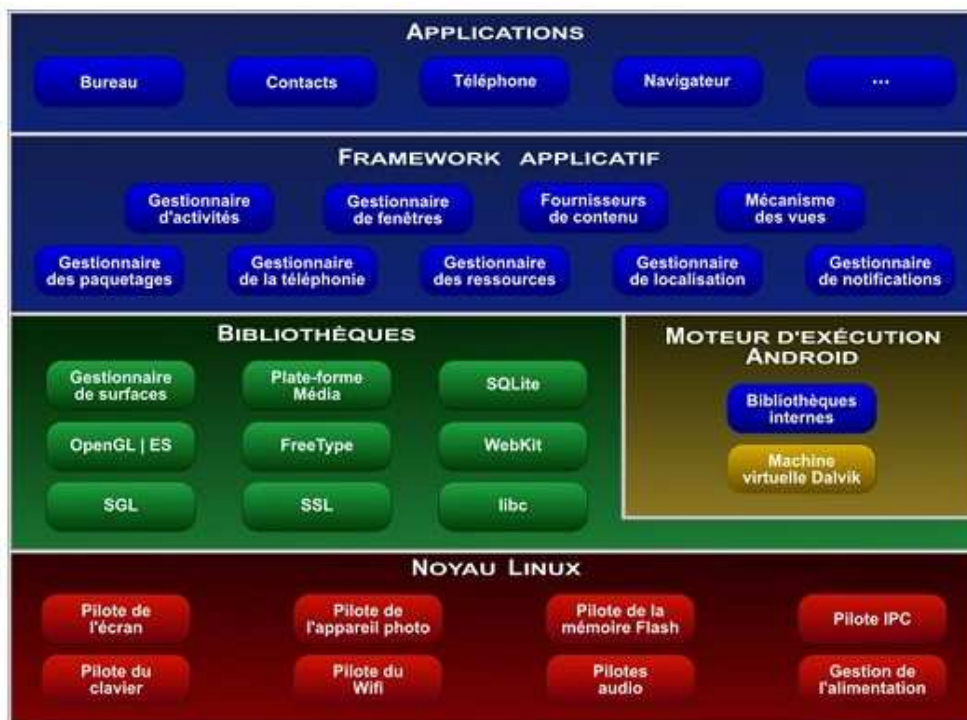 APPLICATIONS
Bureau
Contacts
Téléphone
Navigateur
...
FRAMEWORK APPLICATIF
Gestionnaire
d'activités
Gestionnaire
de fenêtres
Fournisseurs
de contenu
Mécanisme
des vues
Gestionnaire
des paquetages
Gestionnaire
de la téléphonie
Gestionnaire
des ressources
Gestionnaire
de localisation
Gestionnaire
de notifications
BIBLIOTHÈQUES
Gestionnaire
de surfaces
Plate-forme
Média
SQLite
OpenGL | ES
FreeType
WebKit
SGL
SSL
libc
MOTEUR D'EXÉCUTION
ANDROID
Bibliothèques
internes
Machine
virtuelle Dalvik
NOYAU LINUX
Pilote de
l'écran
Pilote de
l'appareil photo
Pilote de la
mémoire Flash
Pilote IPC
Pilote du
clavier
Pilote du
Wifi
Pilotes
audio
Gestion de
l'alimentation